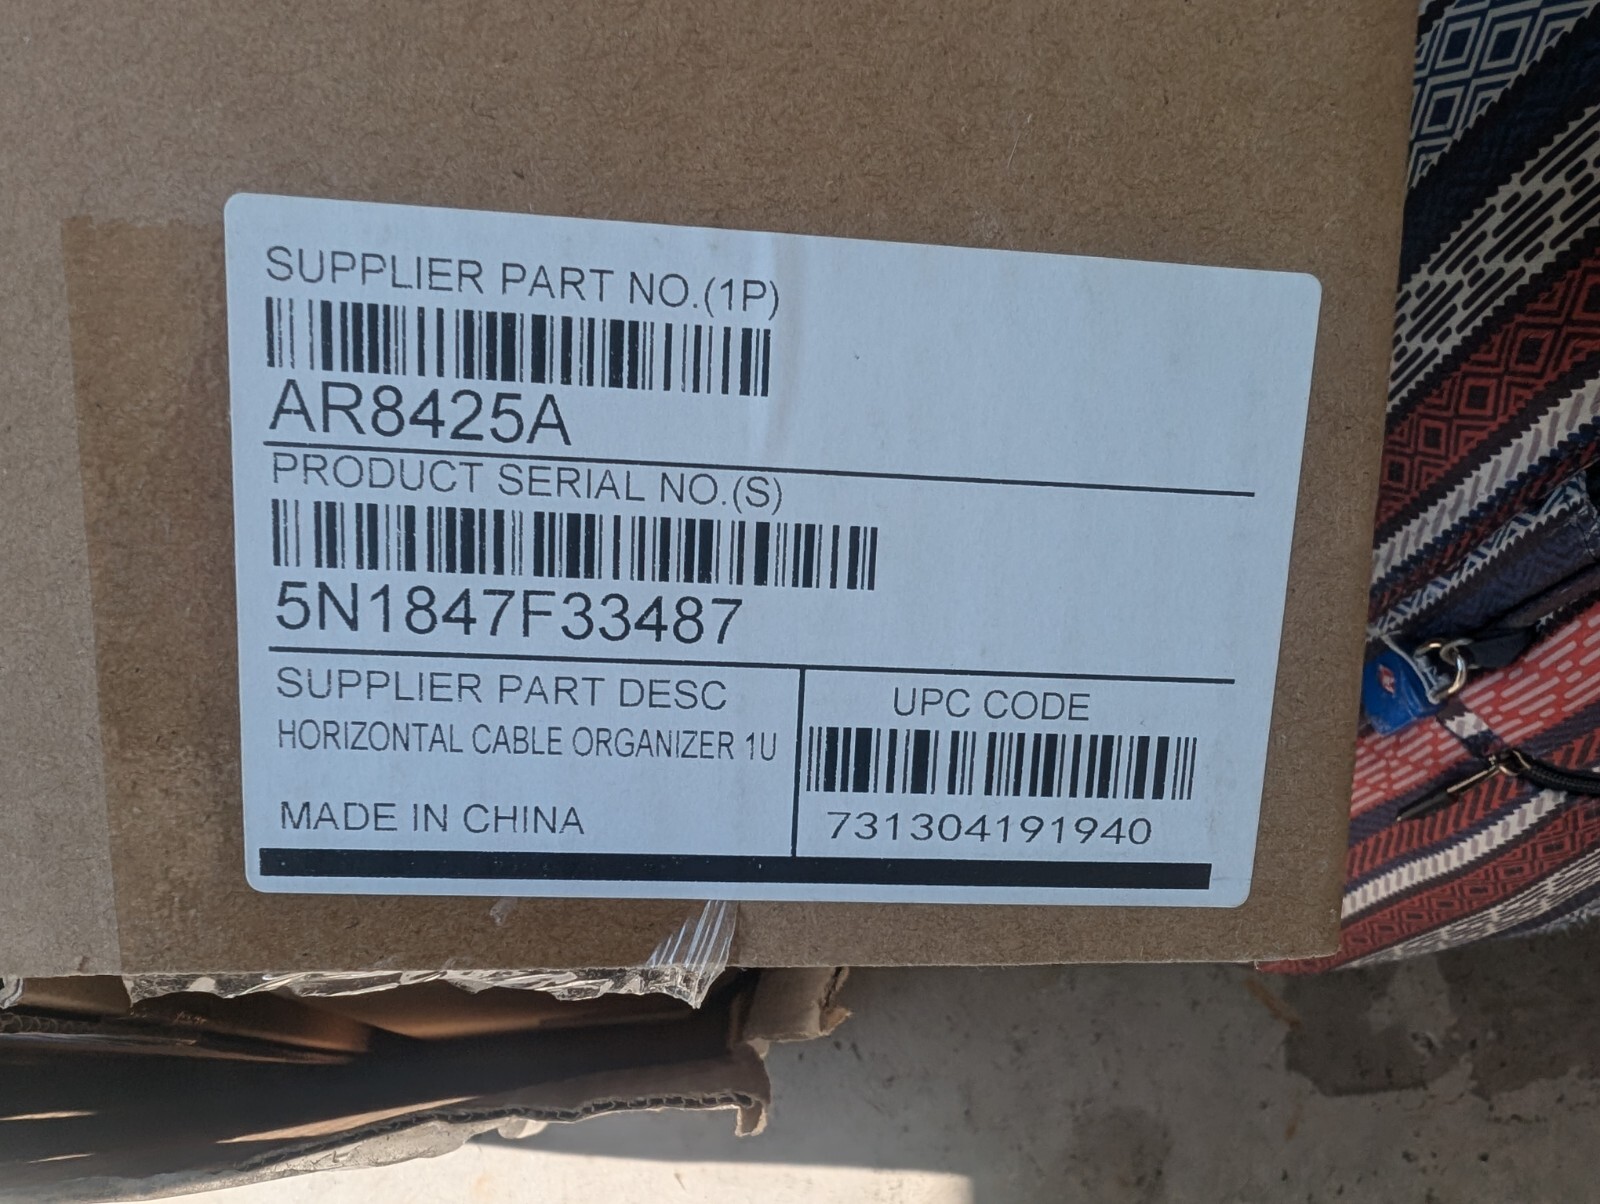 SUPPLIER PART NO.(1P)
AR8425A
PRODUCT SERIAL NO.(S)
5N1847F33487
SUPPLIER PART DESC
HORIZONTAL CABLE ORGANIZER 1U
MADE IN CHINA
UPC CODE
731304191940